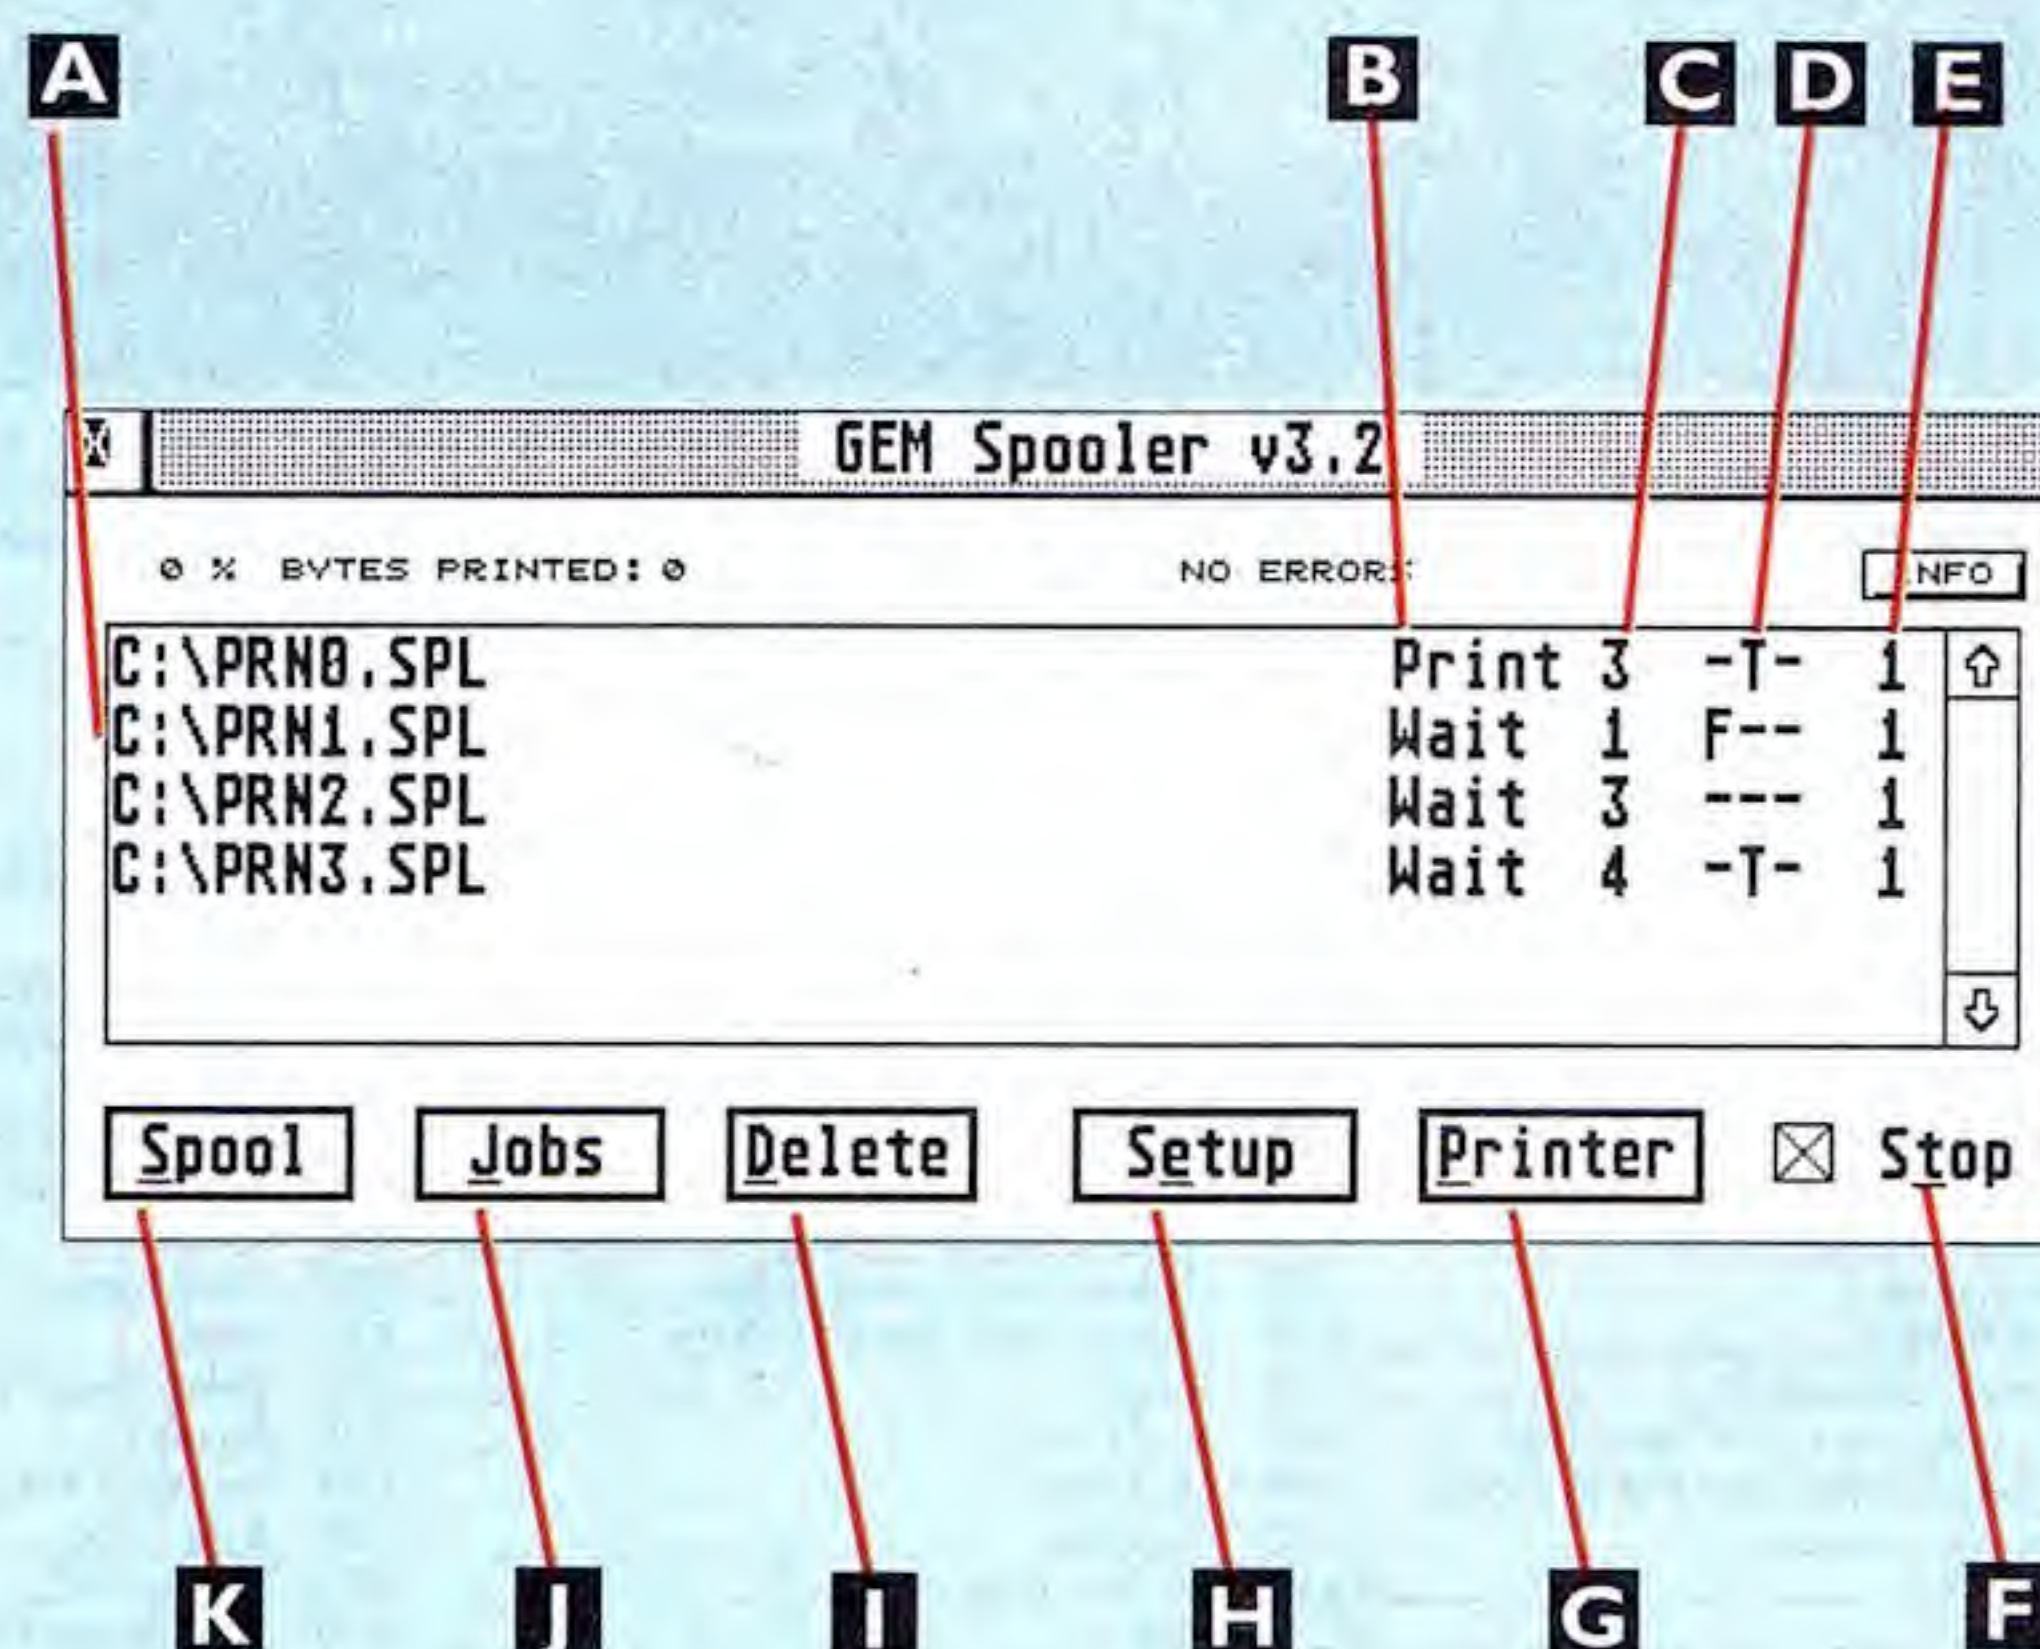 A B C D E
GEM Spooler v3.2
0 % BYTES PRINTED: 0 NO ERRORS INFO
C:\PRN0.SPL Print 3 -T- 1
C:\PRN1.SPL Wait 1 F-- 1
C:\PRN2.SPL Wait 3 --- 1
C:\PRN3.SPL Wait 4 -T- 1
Spool Jobs Delete Setup Printer Stop
K J I H G F